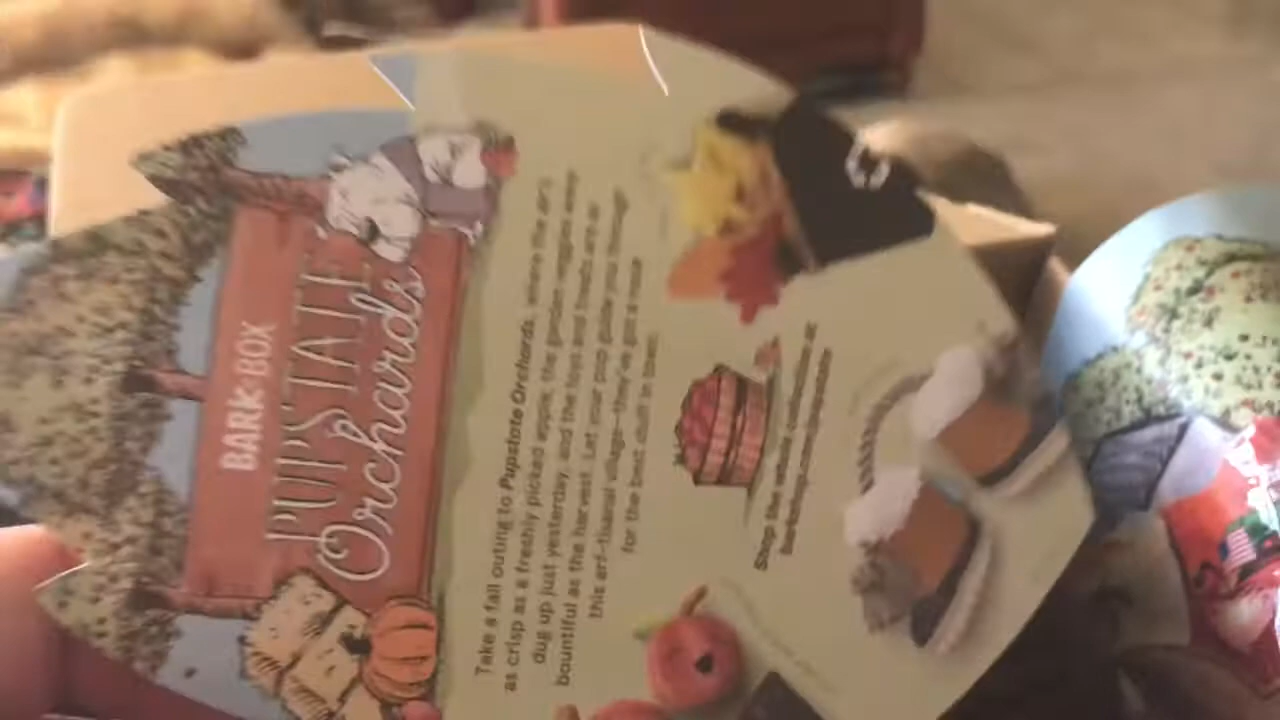 BARK BOX
PUPSTATE
Orchards
Take a fall outing to Pupstate Orchards, where the air's
as crisp as a freshly picked apple, the garden veggies were
dug up just yesterday, and the toys and treats are as
bountiful as the harvest. Let your pup guide you through
this arf-tisanal village—they've got a nose
for the best stuff in town.
Shop the whole collection at